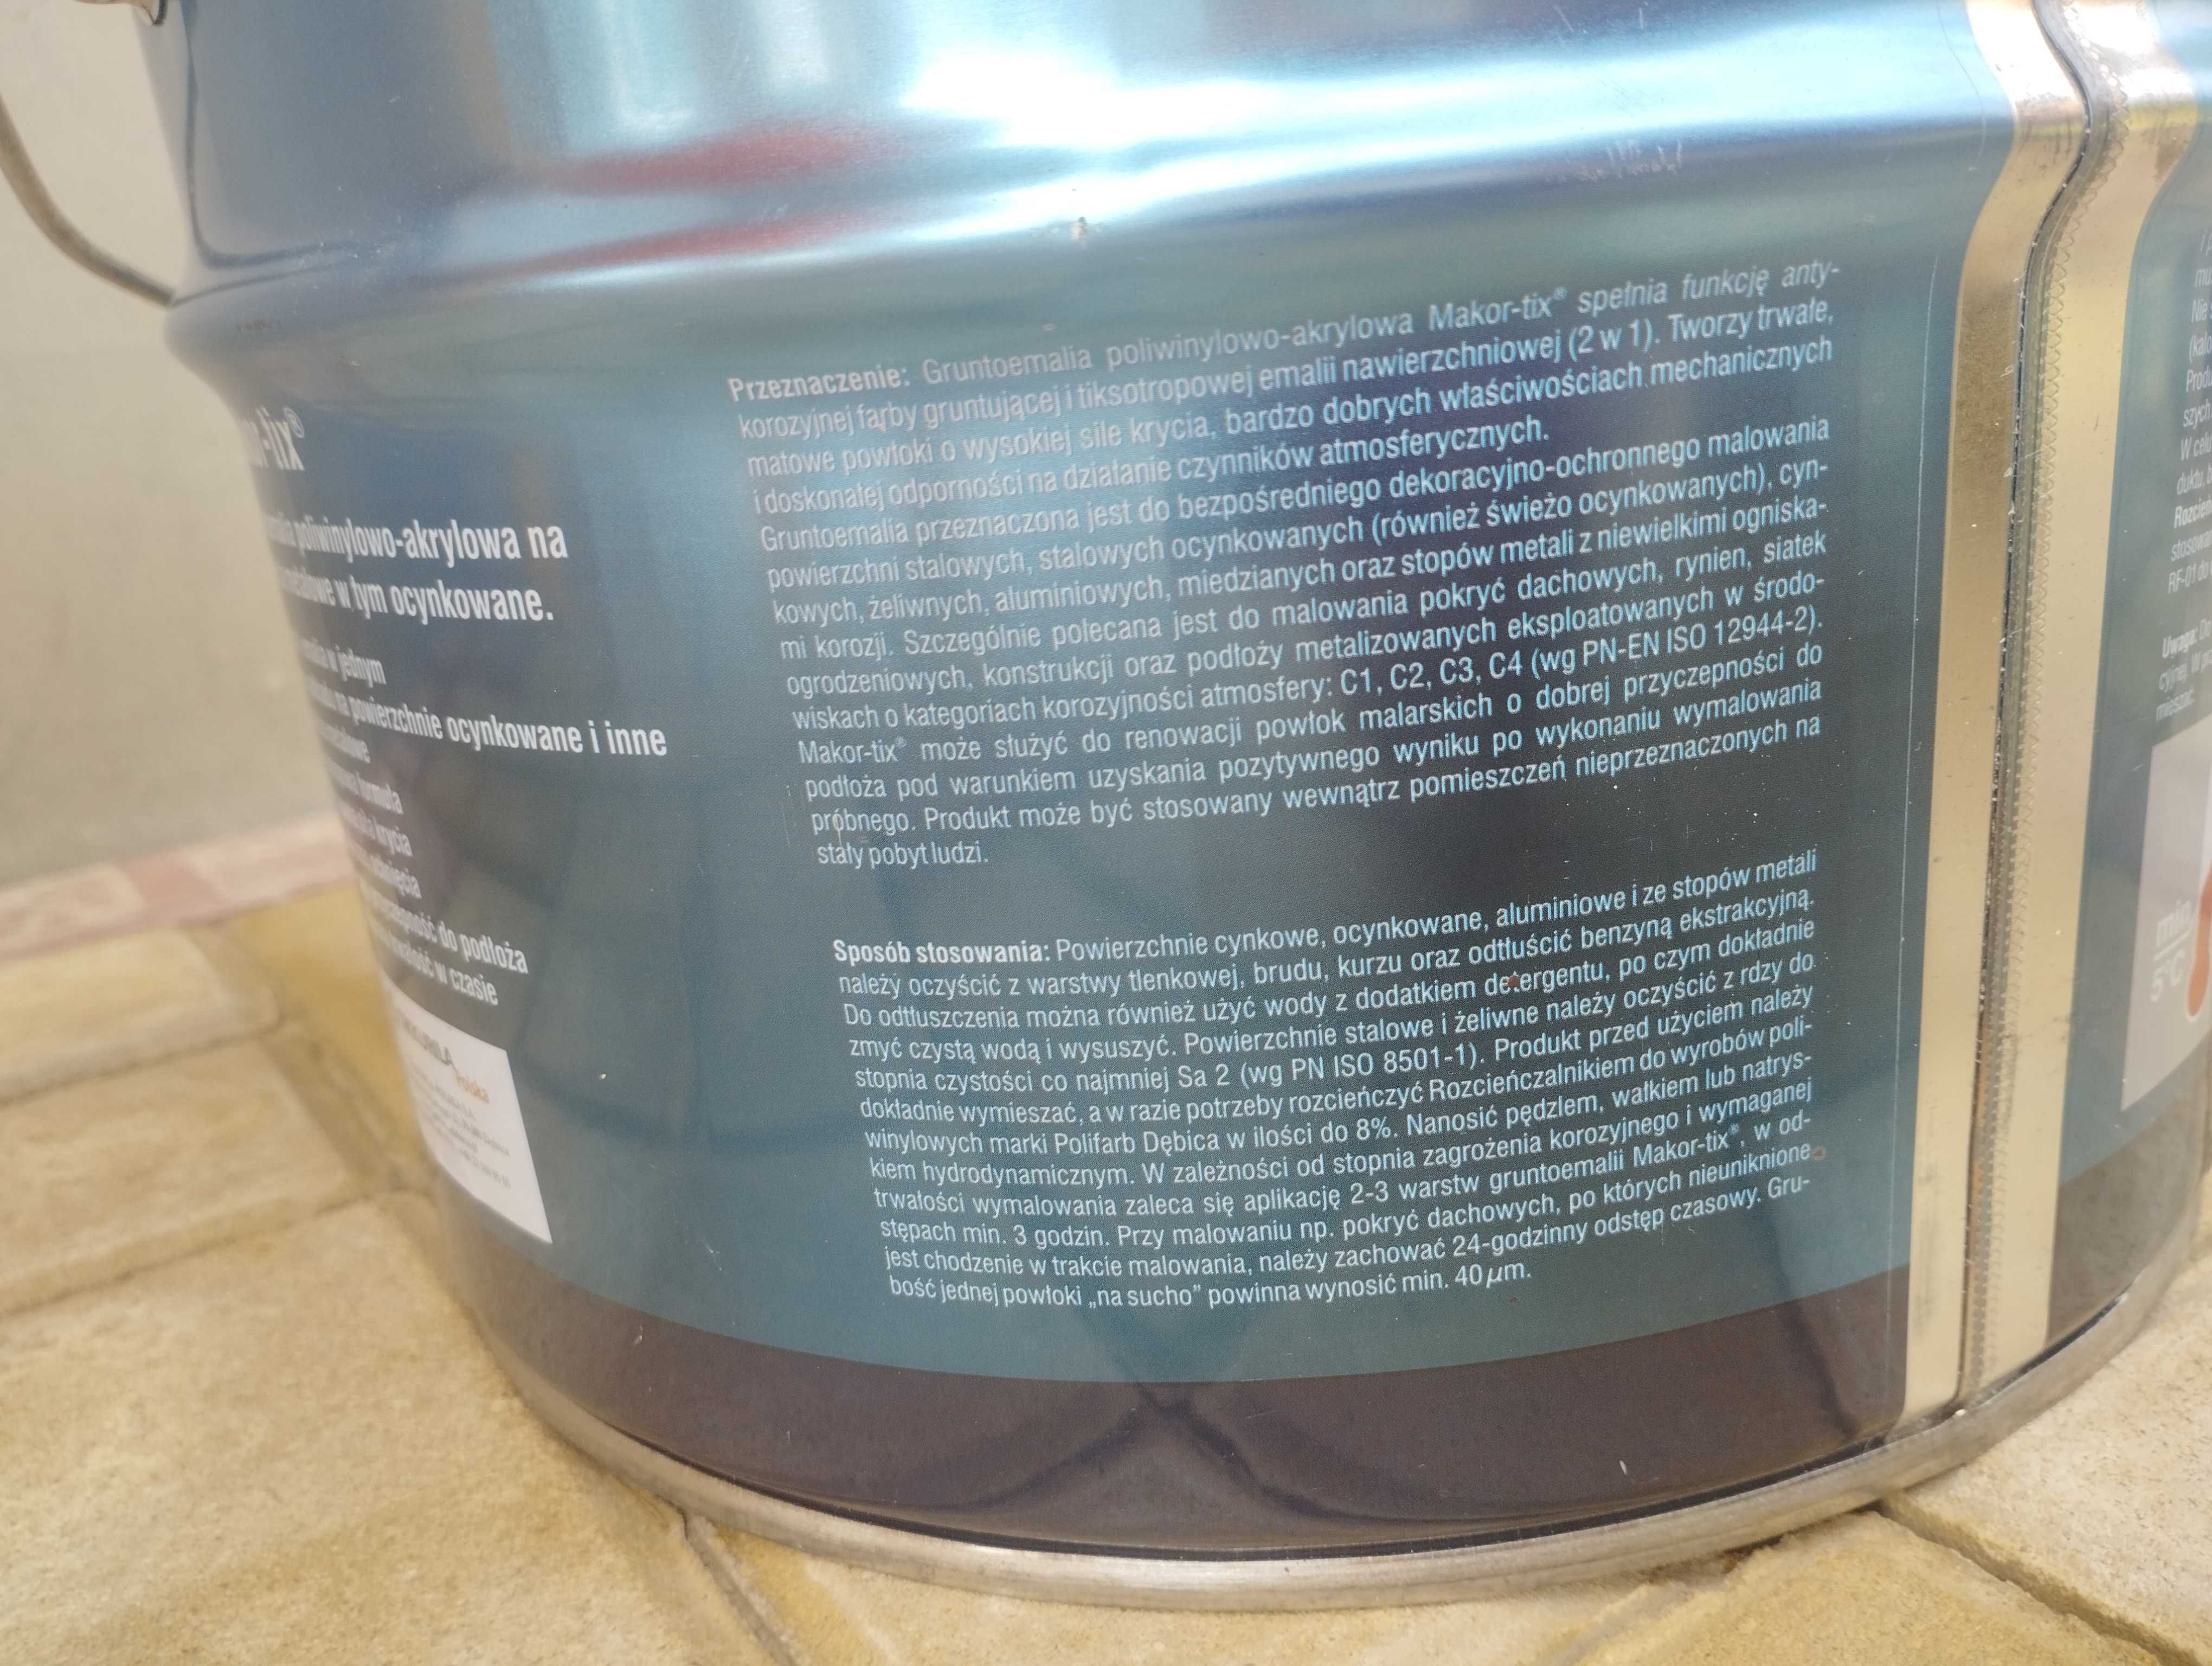 -tix®
poliwinylowo-akrylowa na
w tym ocynkowane.
w jednym
na powierzchnie ocynkowane i inne
krycia
do podłoża
w czasie
Polska
Przeznaczenie: Gruntoemalia poliwinylowo-akrylowa Makor-tix® spełnia funkcję anty-
korozyjnej farby gruntującej i tiksotropowej emalii nawierzchniowej (2 w 1). Tworzy trwałe,
matowe powłoki o wysokiej sile krycia, bardzo dobrych właściwościach mechanicznych
i doskonałej odporności na działanie czynników atmosferycznych.
Gruntoemalia przeznaczona jest do bezpośredniego dekoracyjno-ochronnego malowania
powierzchni stalowych, stalowych ocynkowanych (również świeżo ocynkowanych), cyn-
kowych, żeliwnych, aluminiowych, miedzianych oraz stopów metali z niewielkimi ogniska-
mi korozji. Szczególnie polecana jest do malowania pokryć dachowych, rynien, siatek
ogrodzeniowych, konstrukcji oraz podłoży metalizowanych eksploatowanych w środo-
wiskach o kategoriach korozyjności atmosfery: C1, C2, C3, C4 (wg PN-EN ISO 12944-2).
Makor-tix® może służyć do renowacji powłok malarskich o dobrej przyczepności do
podłoża pod warunkiem uzyskania pozytywnego wyniku po wykonaniu wymalowania
próbnego. Produkt może być stosowany wewnątrz pomieszczeń nieprzeznaczonych na
stały pobyt ludzi.
Sposób stosowania: Powierzchnie cynkowe, ocynkowane, aluminiowe i ze stopów metali
należy oczyścić z warstwy tlenkowej, brudu, kurzu oraz odtłuścić benzyną ekstrakcyjną.
Do odtłuszczenia można również użyć wody z dodatkiem detergentu, po czym dokładnie
zmyć czystą wodą i wysuszyć. Powierzchnie stalowe i żeliwne należy oczyścić z rdzy do
stopnia czystości co najmniej Sa 2 (wg PN ISO 8501-1). Produkt przed użyciem należy
dokładnie wymieszać, a w razie potrzeby rozcieńczyć Rozcieńczalnikiem do wyrobów poli-
winylowych marki Polifarb Dębica w ilości do 8%. Nanosić pędzlem, wałkiem lub natrys-
kiem hydrodynamicznym. W zależności od stopnia zagrożenia korozyjnego i wymaganej
trwałości wymalowania zaleca się aplikację 2-3 warstw gruntoemalii Makor-tix®, w od-
stępach min. 3 godzin. Przy malowaniu np. pokryć dachowych, po których nieuniknione
jest chodzenie w trakcie malowania, należy zachować 24-godzinny odstęp czasowy. Gru-
bość jednej powłoki „na sucho” powinna wynosić min. 40 µm.
Nie
W celu
RF-01 do
Uwaga:
min
5°C